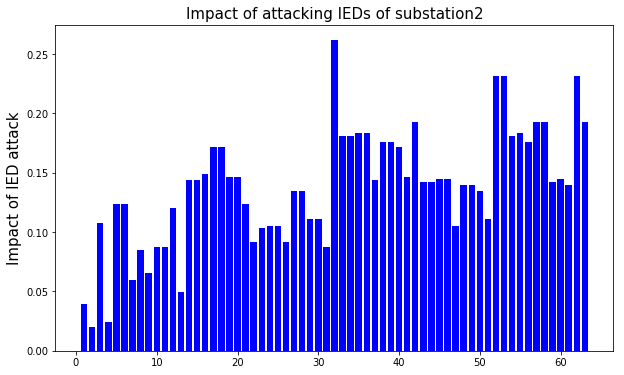 Impact of attacking IEDs of substation2
Impact of IED attack
0.25
0.20
0.15
0.10
0.05
0.00
0 10 20 30 40 50 60